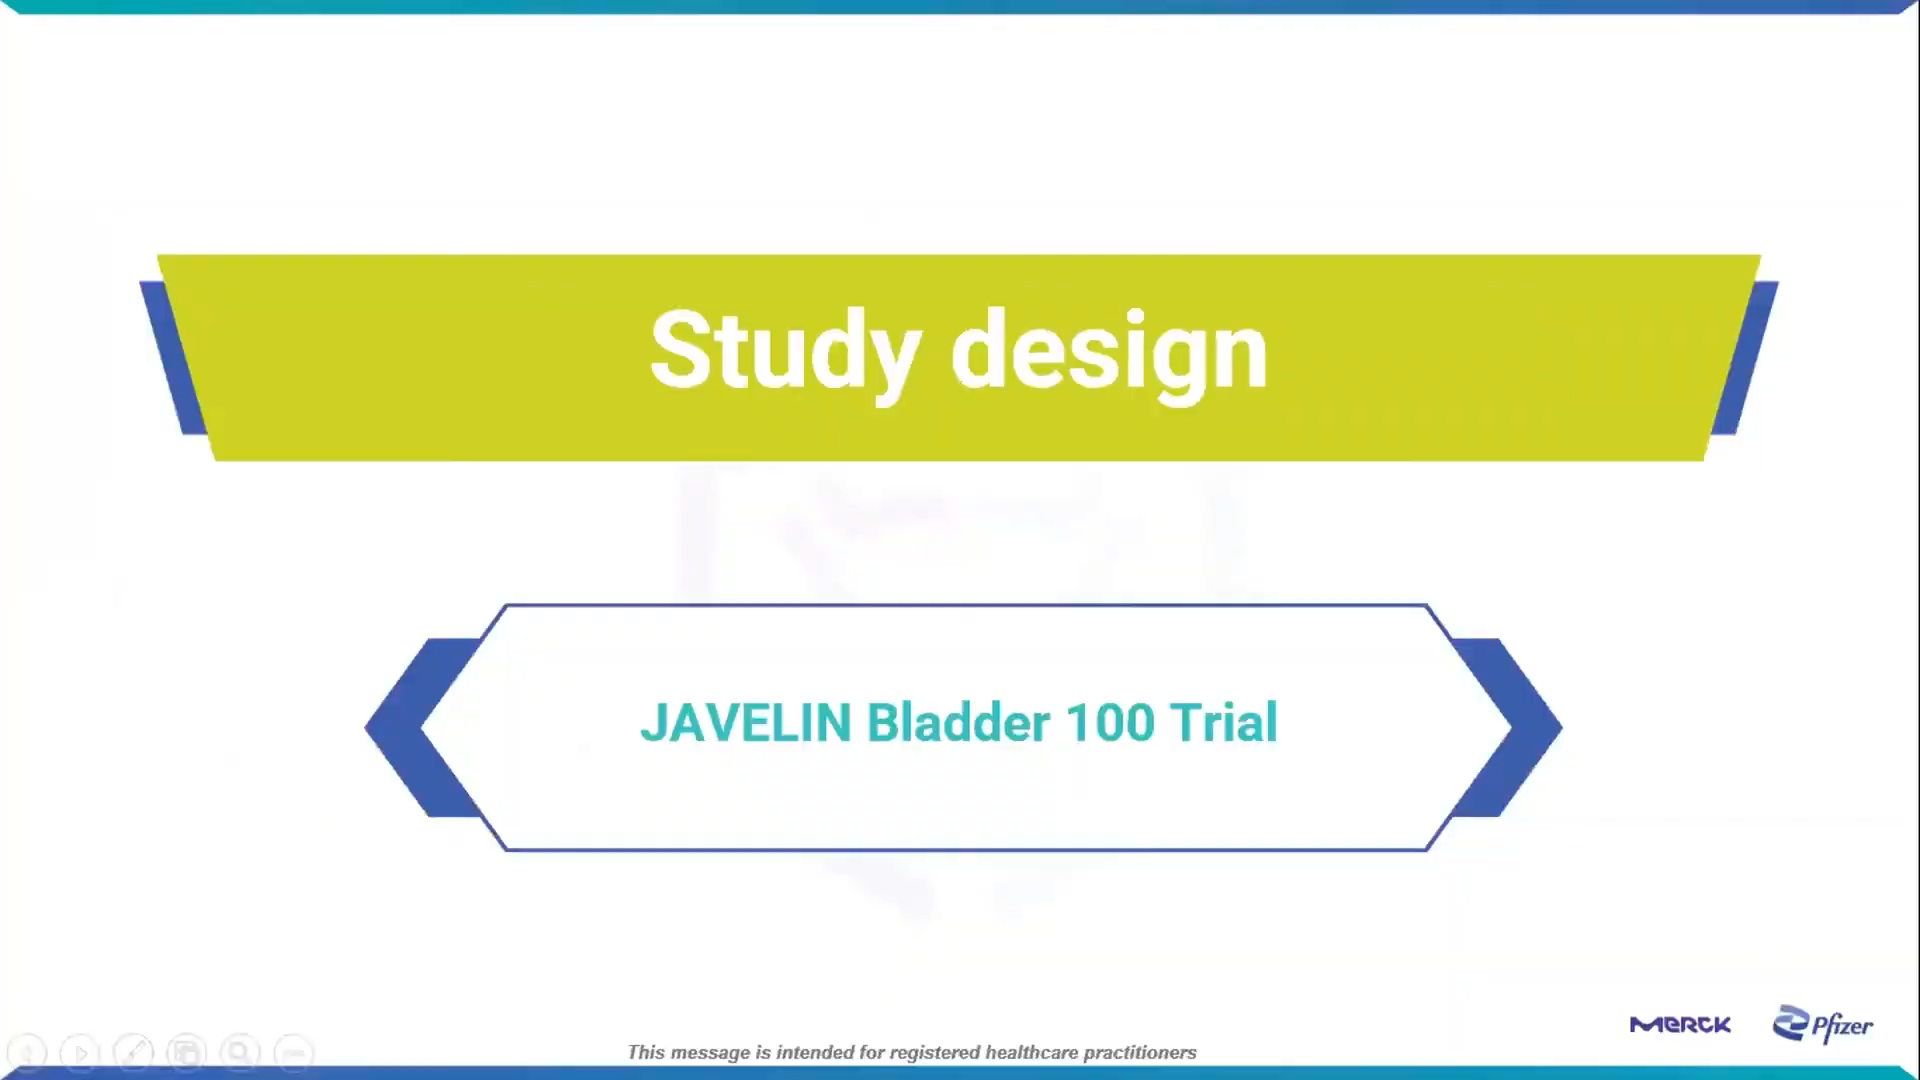 Study design
JAVELIN Bladder 100 Trial
MERCK
Pfizer
This message is intended for registered healthcare practitioners